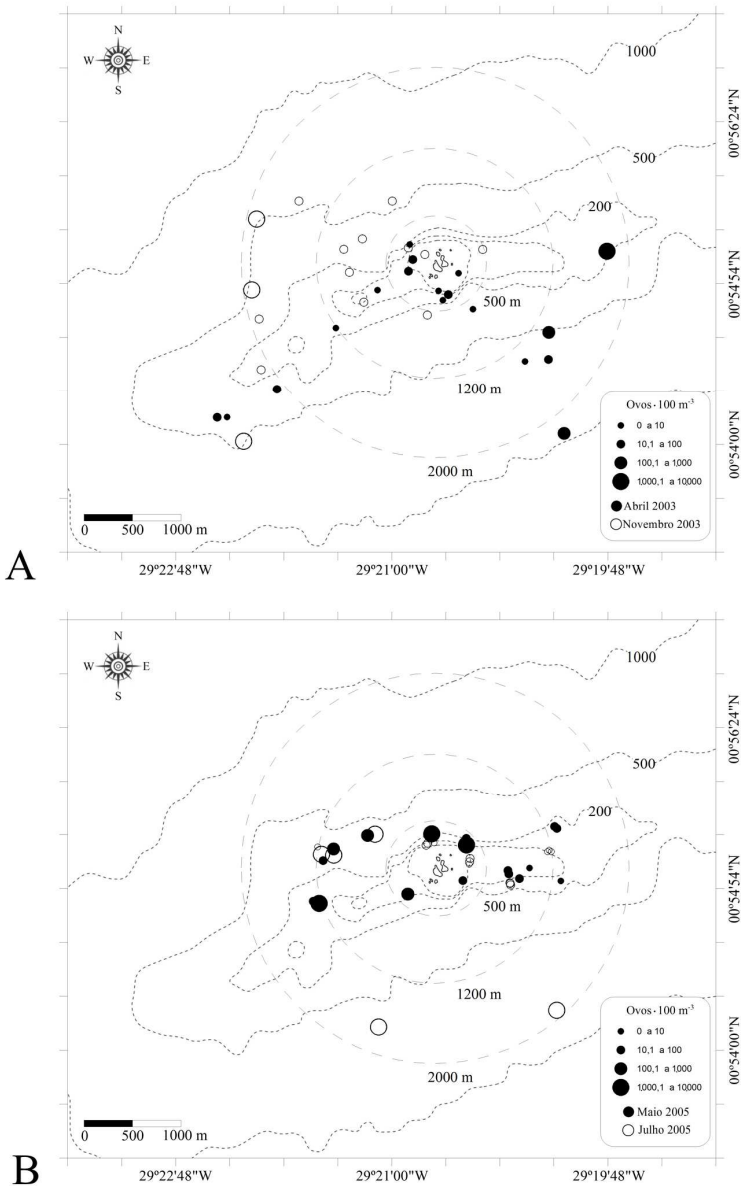 N
W E
S
1000
500
200
500 m
1200 m
2000 m
00°56'24"N
00°54'54"N
00°54'00"N
Ovos · 100 m⁻³
0 a 10
10,1 a 100
100,1 a 1,000
1,000,1 a 10,000
Abril 2003
Novembro 2003
0 500 1000 m
A
29°22'48"W 29°21'00"W 29°19'48"W
N
W E
S
1000
500
200
500 m
1200 m
2000 m
00°56'24"N
00°54'54"N
00°54'00"N
Ovos · 100 m⁻³
0 a 10
10,1 a 100
100,1 a 1,000
1,000,1 a 10,000
Maio 2005
Julho 2005
0 500 1000 m
B
29°22'48"W 29°21'00"W 29°19'48"W